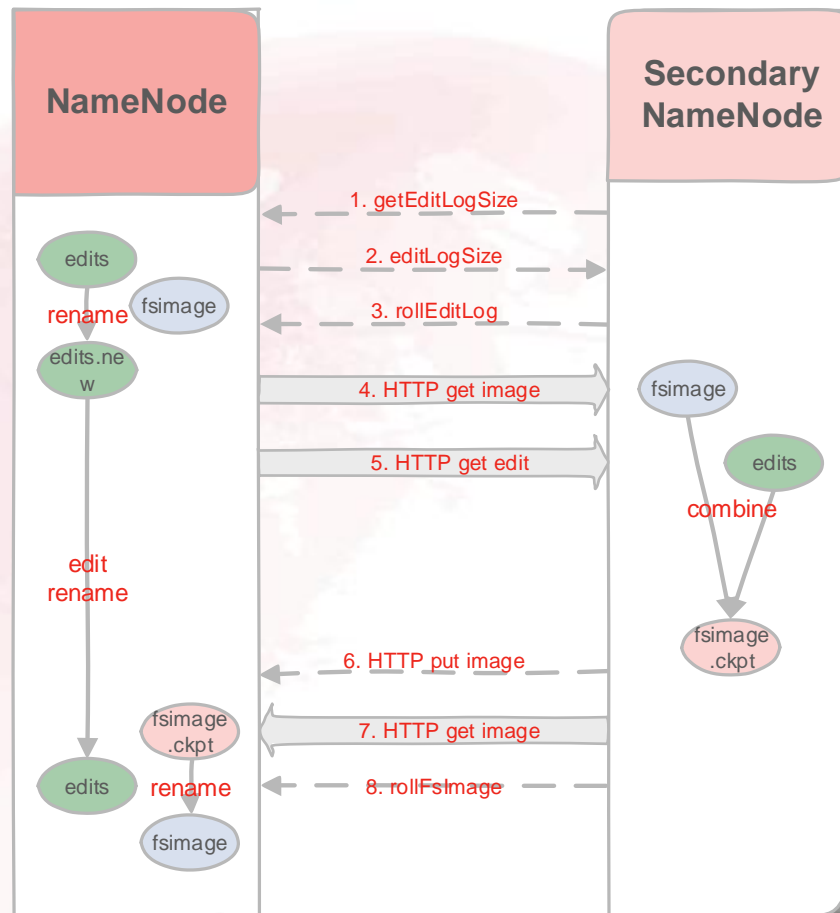 NameNode
Secondary
NameNode
1. getEditLogSize
edits
2. editLogSize
fsimage
rename
3. rollEditLog
edits.ne
w
4. HTTP get image
fsimage
5. HTTP get edit
edits
combine
edit
rename
fsimage
.ckpt
6. HTTP put image
fsimage
.ckpt
7. HTTP get image
edits
rename
8. rollFsImage
fsimage